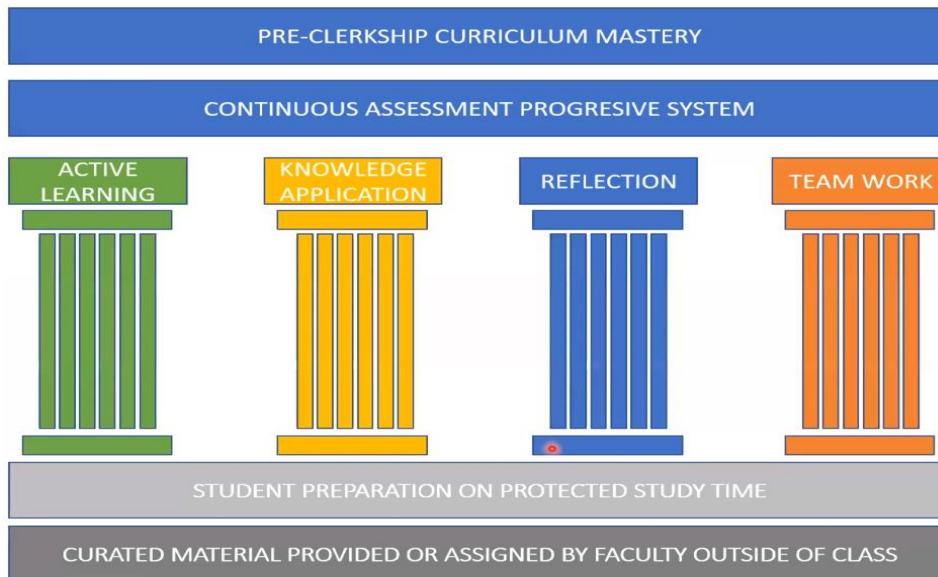 PRE-CLERKSHIP CURRICULUM MASTERY
CONTINUOUS ASSESSMENT PROGRESIVE SYSTEM
ACTIVE
LEARNING
KNOWLEDGE
APPLICATION
REFLECTION
TEAM WORK
STUDENT PREPARATION ON PROTECTED STUDY TIME
CURATED MATERIAL PROVIDED OR ASSIGNED BY FACULTY OUTSIDE OF CLASS